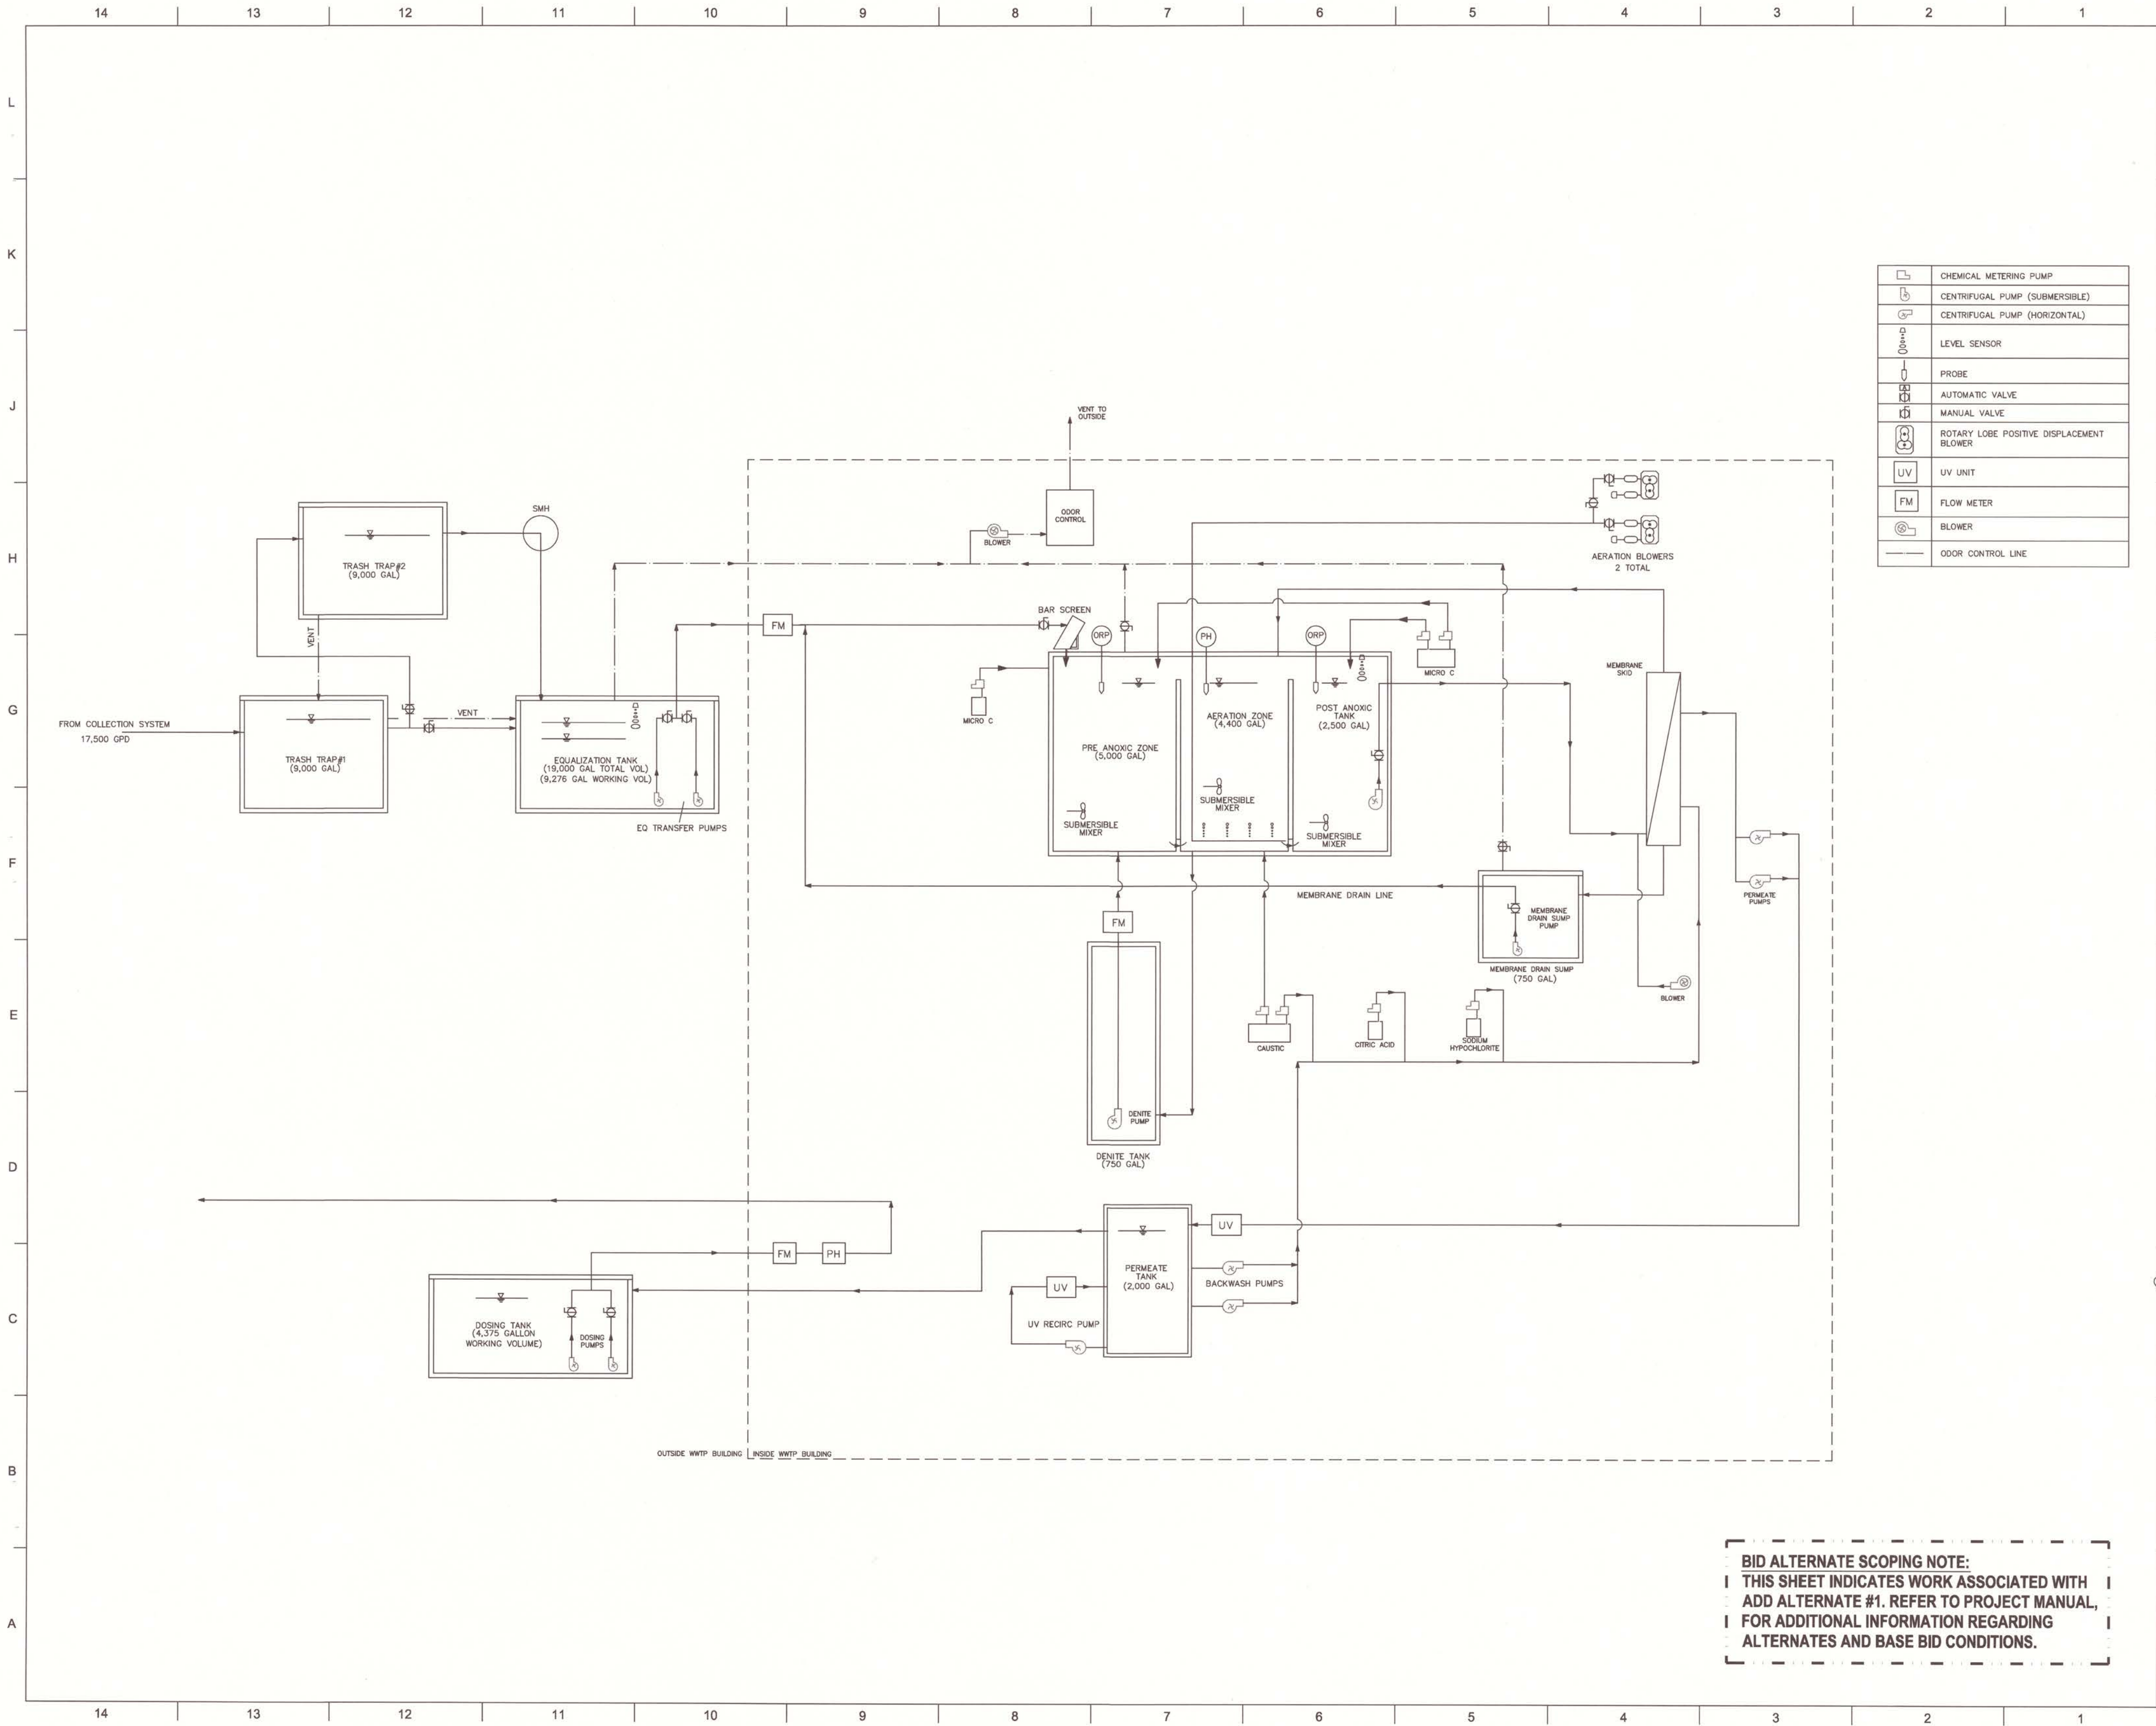 14 13 12 11 10 9 8 7 6 5 4 3 2 1
L
K
J
H
G
F
E
D
C
B
A
CHEMICAL METERING PUMP
CENTRIFUGAL PUMP (SUBMERSIBLE)
CENTRIFUGAL PUMP (HORIZONTAL)
LEVEL SENSOR
PROBE
AUTOMATIC VALVE
MANUAL VALVE
ROTARY LOBE POSITIVE DISPLACEMENT
BLOWER
UV UV UNIT
FM FLOW METER
BLOWER
ODOR CONTROL LINE
VENT TO
OUTSIDE
ODOR
CONTROL
BLOWER
AERATION BLOWERS
2 TOTAL
SMH
TRASH TRAP#2
(9,000 GAL)
VENT
FROM COLLECTION SYSTEM
17,500 GPD
TRASH TRAP#1
(9,000 GAL)
VENT
EQUALIZATION TANK
(19,000 GAL TOTAL VOL)
(9,276 GAL WORKING VOL)
EQ TRANSFER PUMPS
FM
BAR SCREEN
ORP
PH
ORP
MICRO C
MICRO C
PRE ANOXIC ZONE
(5,000 GAL)
AERATION ZONE
(4,400 GAL)
POST ANOXIC
TANK
(2,500 GAL)
SUBMERSIBLE
MIXER
SUBMERSIBLE
MIXER
SUBMERSIBLE
MIXER
MEMBRANE
SKID
PERMEATE
PUMPS
MEMBRANE DRAIN LINE
MEMBRANE
DRAIN SUMP
PUMP
MEMBRANE DRAIN SUMP
(750 GAL)
BLOWER
FM
DENITE
PUMP
DENITE TANK
(750 GAL)
CAUSTIC
CITRIC ACID
SODIUM
HYPOCHLORITE
UV
PERMEATE
TANK
(2,000 GAL)
BACKWASH PUMPS
UV
UV RECIRC PUMP
FM
PH
DOSING TANK
(4,375 GALLON
WORKING VOLUME)
DOSING
PUMPS
OUTSIDE WWTP BUILDING
INSIDE WWTP BUILDING
BID ALTERNATE SCOPING NOTE:
THIS SHEET INDICATES WORK ASSOCIATED WITH
ADD ALTERNATE #1. REFER TO PROJECT MANUAL,
FOR ADDITIONAL INFORMATION REGARDING
ALTERNATES AND BASE BID CONDITIONS.
14 13 12 11 10 9 8 7 6 5 4 3 2 1